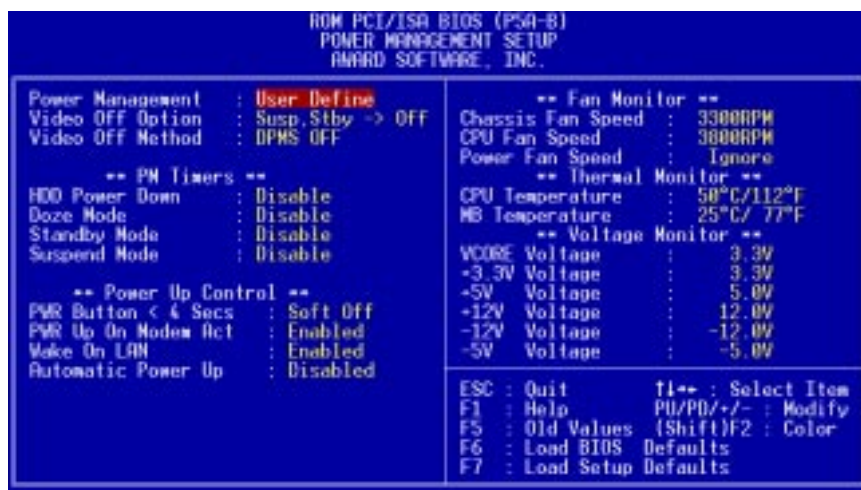 ROM PCI/ISA BIOS (P5A-B)
POWER MANAGEMENT SETUP
AWARD SOFTWARE, INC.
Power Management : User Define
Video Off Option : Susp,Stby -> Off
Video Off Method : DPMS OFF
** PM Timers **
HDD Power Down : Disable
Doze Mode : Disable
Standby Mode : Disable
Suspend Mode : Disable
** Power Up Control **
PWR Button < 4 Secs : Soft Off
PWR Up On Modem Act : Enabled
Wake On LAN : Enabled
Automatic Power Up : Disabled
** Fan Monitor **
Chassis Fan Speed : 3300RPM
CPU Fan Speed : 3800RPM
Power Fan Speed : Ignore
** Thermal Monitor **
CPU Temperature : 50°C/112°F
MB Temperature : 25°C/ 77°F
** Voltage Monitor **
VCORE Voltage : 3.3V
+3.3V Voltage : 3.3V
+5V Voltage : 5.0V
+12V Voltage : 12.0V
-12V Voltage : -12.0V
-5V Voltage : -5.0V
ESC : Quit ↑↓→← : Select Item
F1 : Help PU/PD/+/- : Modify
F5 : Old Values (Shift)F2 : Color
F6 : Load BIOS Defaults
F7 : Load Setup Defaults